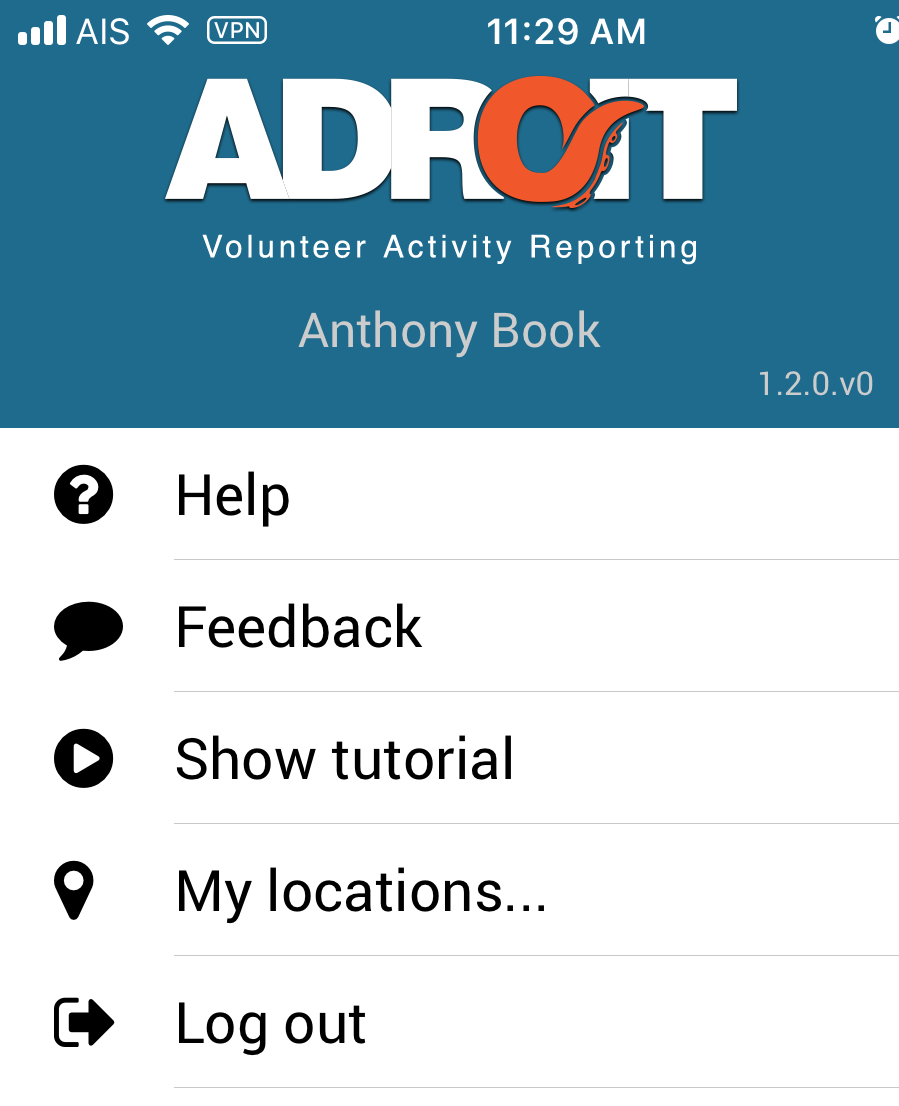 AIS VPN 11:29 AM
ADROIT
Volunteer Activity Reporting
Anthony Book
1.2.0.v0
Help
Feedback
Show tutorial
My locations...
Log out